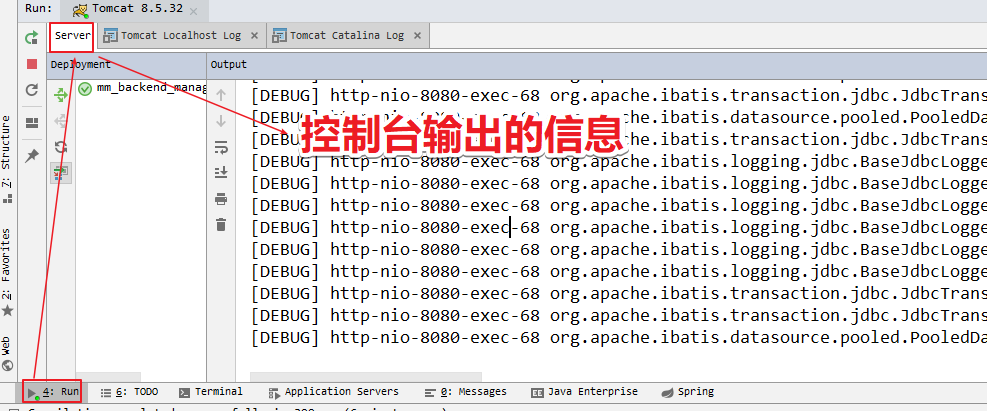 Run: Tomcat 8.5.32
Server Tomcat Localhost Log Tomcat Catalina Log
Deployment Output
mm_backend_manag
[DEBUG] http-nio-8080-exec-68 org.apache.ibatis.transaction.jdbc.JdbcTrans
[DEBUG] http-nio-8080-exec-68 org.apache.ibatis.datasource.pooled.PooledDa
[DEBUG] http-nio-8080-exec-68 org.apache.ibatis.transaction.jdbc.JdbcTrans
控制台输出的信息
[DEBUG] http-nio-8080-exec-68 org.apache.ibatis.logging.jdbc.BaseJdbcLogge
[DEBUG] http-nio-8080-exec-68 org.apache.ibatis.logging.jdbc.BaseJdbcLogge
[DEBUG] http-nio-8080-exec-68 org.apache.ibatis.logging.jdbc.BaseJdbcLogge
[DEBUG] http-nio-8080-exec-68 org.apache.ibatis.logging.jdbc.BaseJdbcLogge
[DEBUG] http-nio-8080-exec-68 org.apache.ibatis.logging.jdbc.BaseJdbcLogge
[DEBUG] http-nio-8080-exec-68 org.apache.ibatis.logging.jdbc.BaseJdbcLogge
[DEBUG] http-nio-8080-exec-68 org.apache.ibatis.transaction.jdbc.JdbcTrans
[DEBUG] http-nio-8080-exec-68 org.apache.ibatis.transaction.jdbc.JdbcTrans
[DEBUG] http-nio-8080-exec-68 org.apache.ibatis.datasource.pooled.PooledDa
7: Structure
2: Favorites
Web
4: Run 6: TODO Terminal Application Servers 0: Messages Java Enterprise Spring